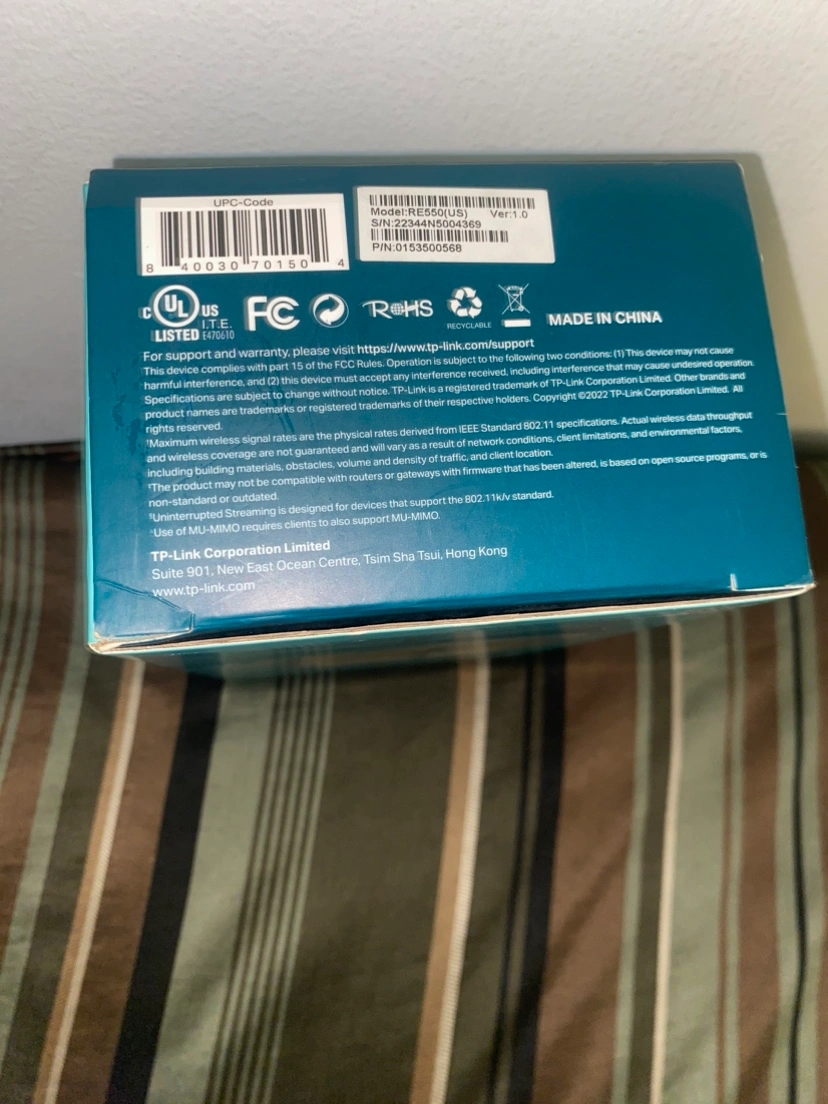 UPC-Code
8 40030 70150 4
Model:RE550(US) Ver:1.0
S/N:22344N5004369
P/N:0153500568
C UL US
LISTED I.T.E. E470610
FC
RoHS
RECYCLABLE
MADE IN CHINA
For support and warranty, please visit https://www.tp-link.com/support
This device complies with part 15 of the FCC Rules. Operation is subject to the following two conditions: (1) This device may not cause
harmful interference, and (2) this device must accept any interference received, including interference that may cause undesired operation.
Specifications are subject to change without notice. TP-Link is a registered trademark of TP-Link Corporation Limited. Other brands and
product names are trademarks or registered trademarks of their respective holders. Copyright ©2022 TP-Link Corporation Limited. All
rights reserved.
†Maximum wireless signal rates are the physical rates derived from IEEE Standard 802.11 specifications. Actual wireless data throughput
and wireless coverage are not guaranteed and will vary as a result of network conditions, client limitations, and environmental factors,
including building materials, obstacles, volume and density of traffic, and client location.
‡The product may not be compatible with routers or gateways with firmware that has been altered, is based on open source programs, or is
non-standard or outdated.
§Uninterrupted Streaming is designed for devices that support the 802.11k/v standard.
Use of MU-MIMO requires clients to also support MU-MIMO.
TP-Link Corporation Limited
Suite 901, New East Ocean Centre, Tsim Sha Tsui, Hong Kong
www.tp-link.com